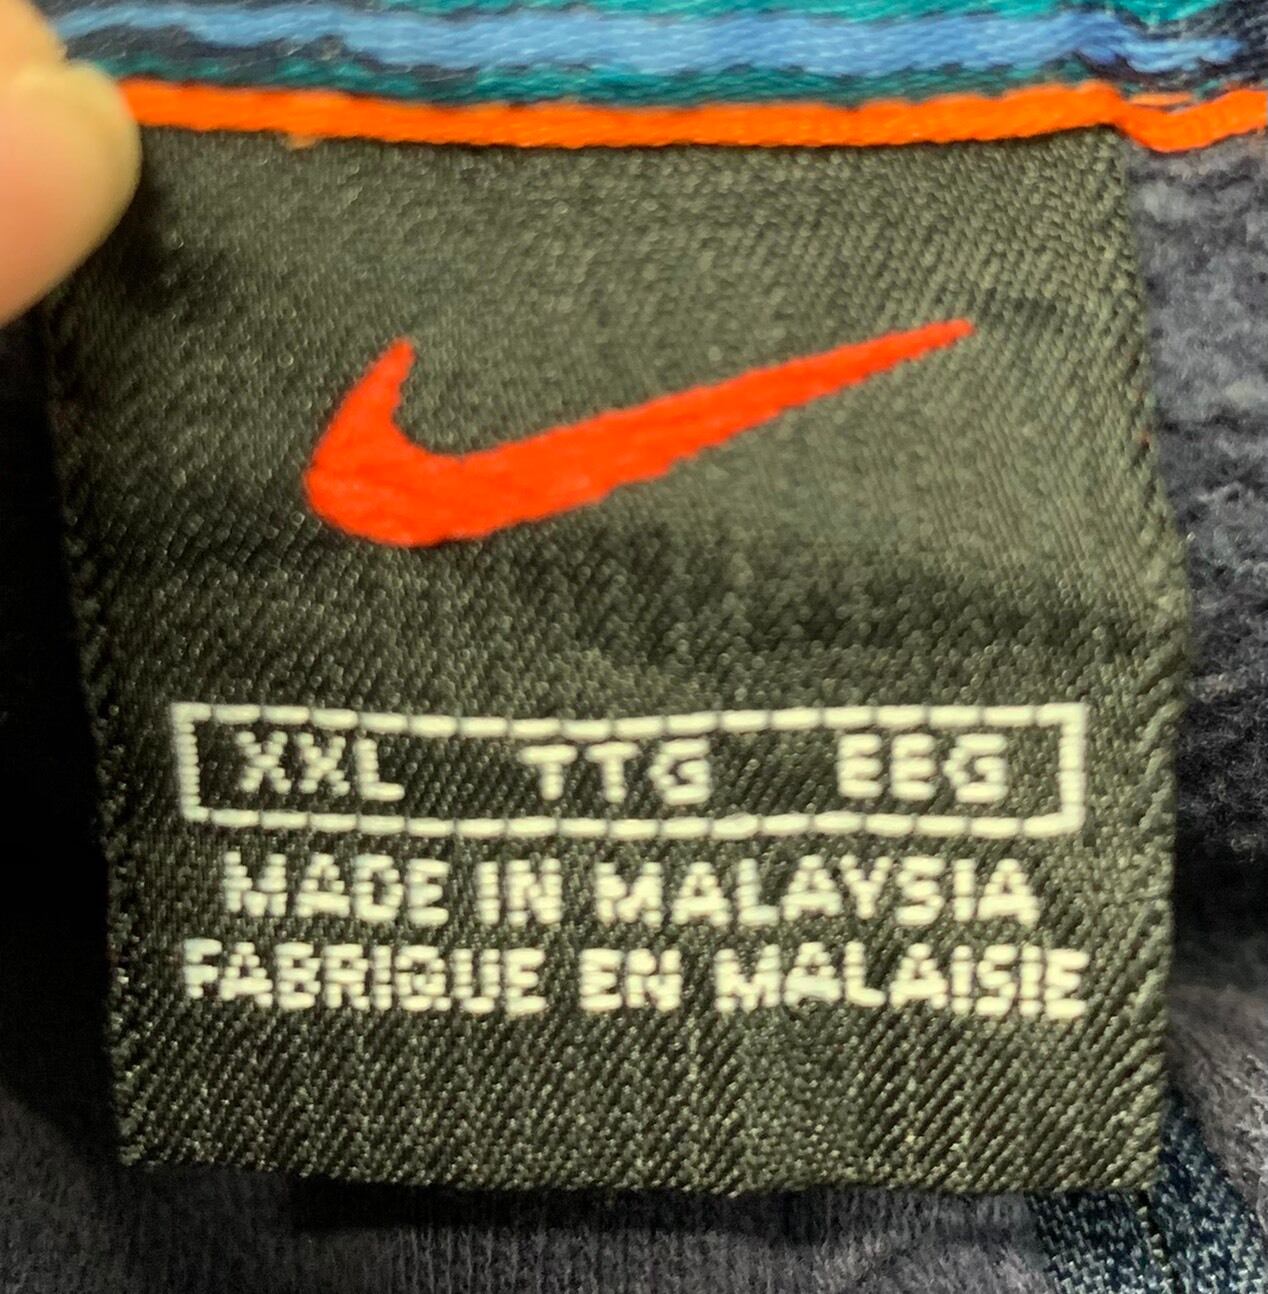 XXL TTG EEG
MADE IN MALAYSIA
FABRIQUE EN MALAISIE